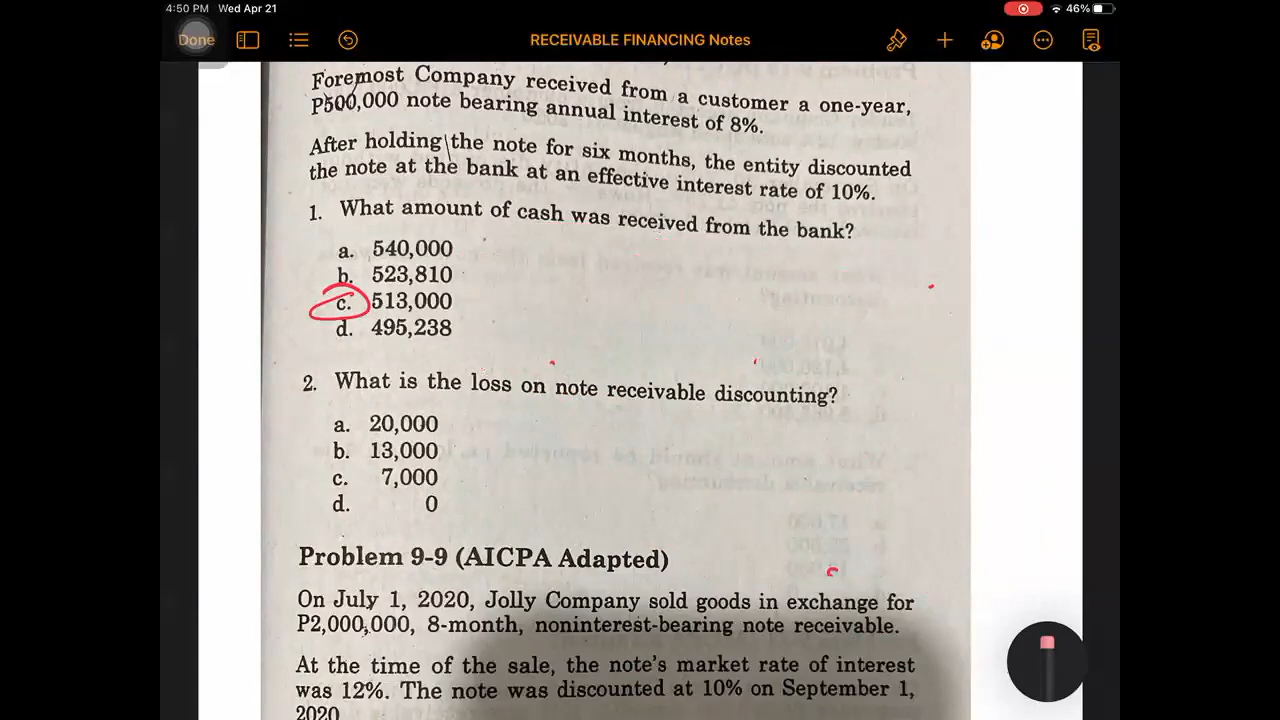 4:50 PM Wed Apr 21
46%
Done
RECEIVABLE FINANCING Notes
Foremost Company received from a customer a one-year,
P500,000 note bearing annual interest of 8%.
After holding the note for six months, the entity discounted
the note at the bank at an effective interest rate of 10%.
1. What amount of cash was received from the bank?
a. 540,000
b. 523,810
c. 513,000
d. 495,238
2. What is the loss on note receivable discounting?
a. 20,000
b. 13,000
c. 7,000
d. 0
Problem 9-9 (AICPA Adapted)
On July 1, 2020, Jolly Company sold goods in exchange for
P2,000,000, 8-month, noninterest-bearing note receivable.
At the time of the sale, the note's market rate of interest
was 12%. The note was discounted at 10% on September 1,
2020